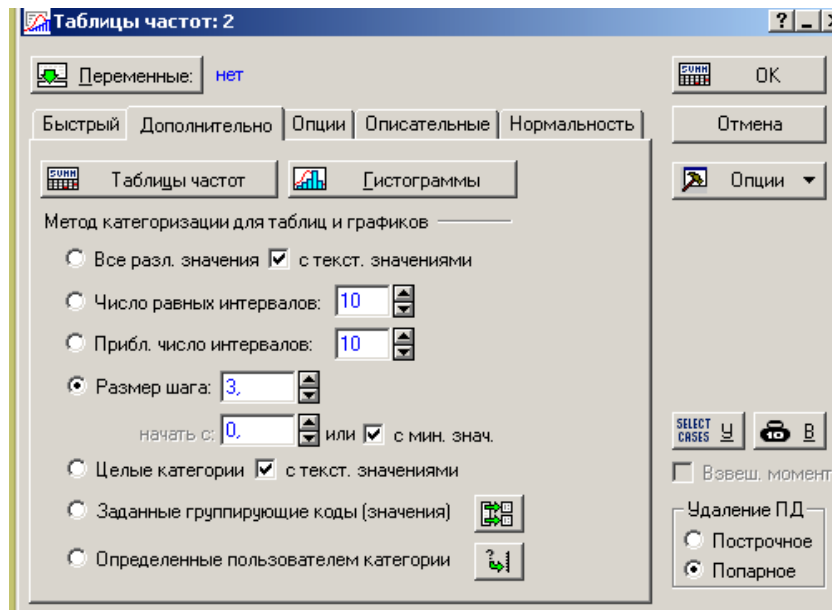 Таблицы частот: 2
Переменные: нет
Быстрый Дополнительно Опции Описательные Нормальность
SUMM Таблицы частот Гистограммы
Метод категоризации для таблиц и графиков
Все разл. значения с текст. значениями
Число равных интервалов: 10
Прибл. число интервалов: 10
Размер шага: 3,
начать с: 0, или с мин. знач.
Целые категории с текст. значениями
Заданные группирующие коды (значения)
Определенные пользователем категории
SUMM OK
Отмена
Опции
SELECT CASES У В
Взвеш. момент
Удаление ПД
Построчное
Попарное